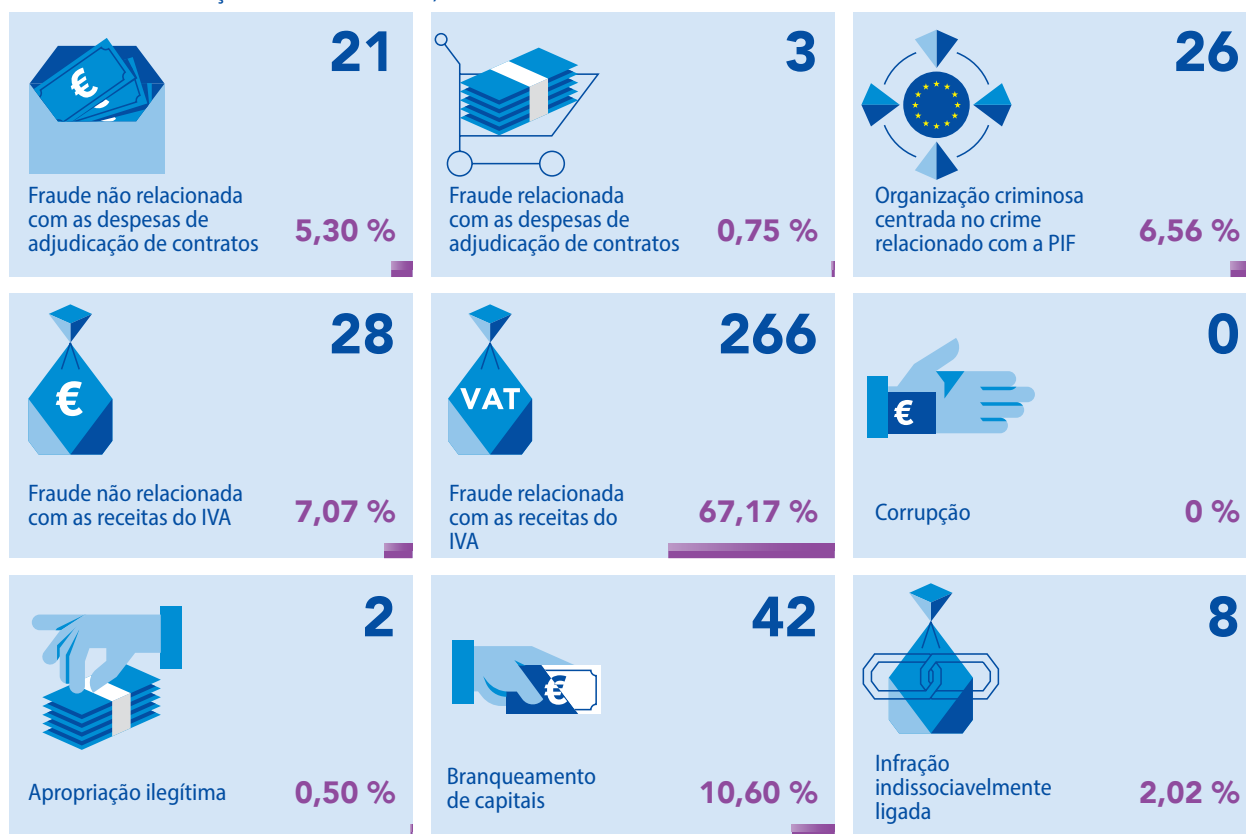 21
Fraude não relacionada
com as despesas de
adjudicação de contratos
5,30 %
3
Fraude relacionada
com as despesas de
adjudicação de contratos
0,75 %
26
Organização criminosa
centrada no crime
relacionado com a PIF
6,56 %
€
28
Fraude não relacionada
com as receitas do IVA
7,07 %
VAT
266
Fraude relacionada
com as receitas do
IVA
67,17 %
€
0
Corrupção
0 %
2
Apropriação ilegítima
0,50 %
€
42
Branqueamento
de capitais
10,60 %
8
Infração
indissociavelmente
ligada
2,02 %